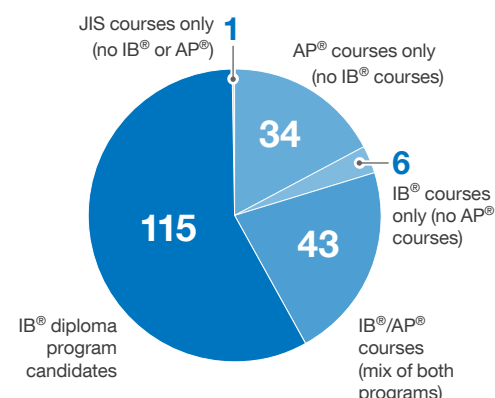 JIS courses only
(no IB® or AP®)
1
AP® courses only
(no IB® courses)
34
6
IB® courses
only (no AP®
courses)
115
43
IB® diploma
program
candidates
IB®/AP®
courses
(mix of both
programs)